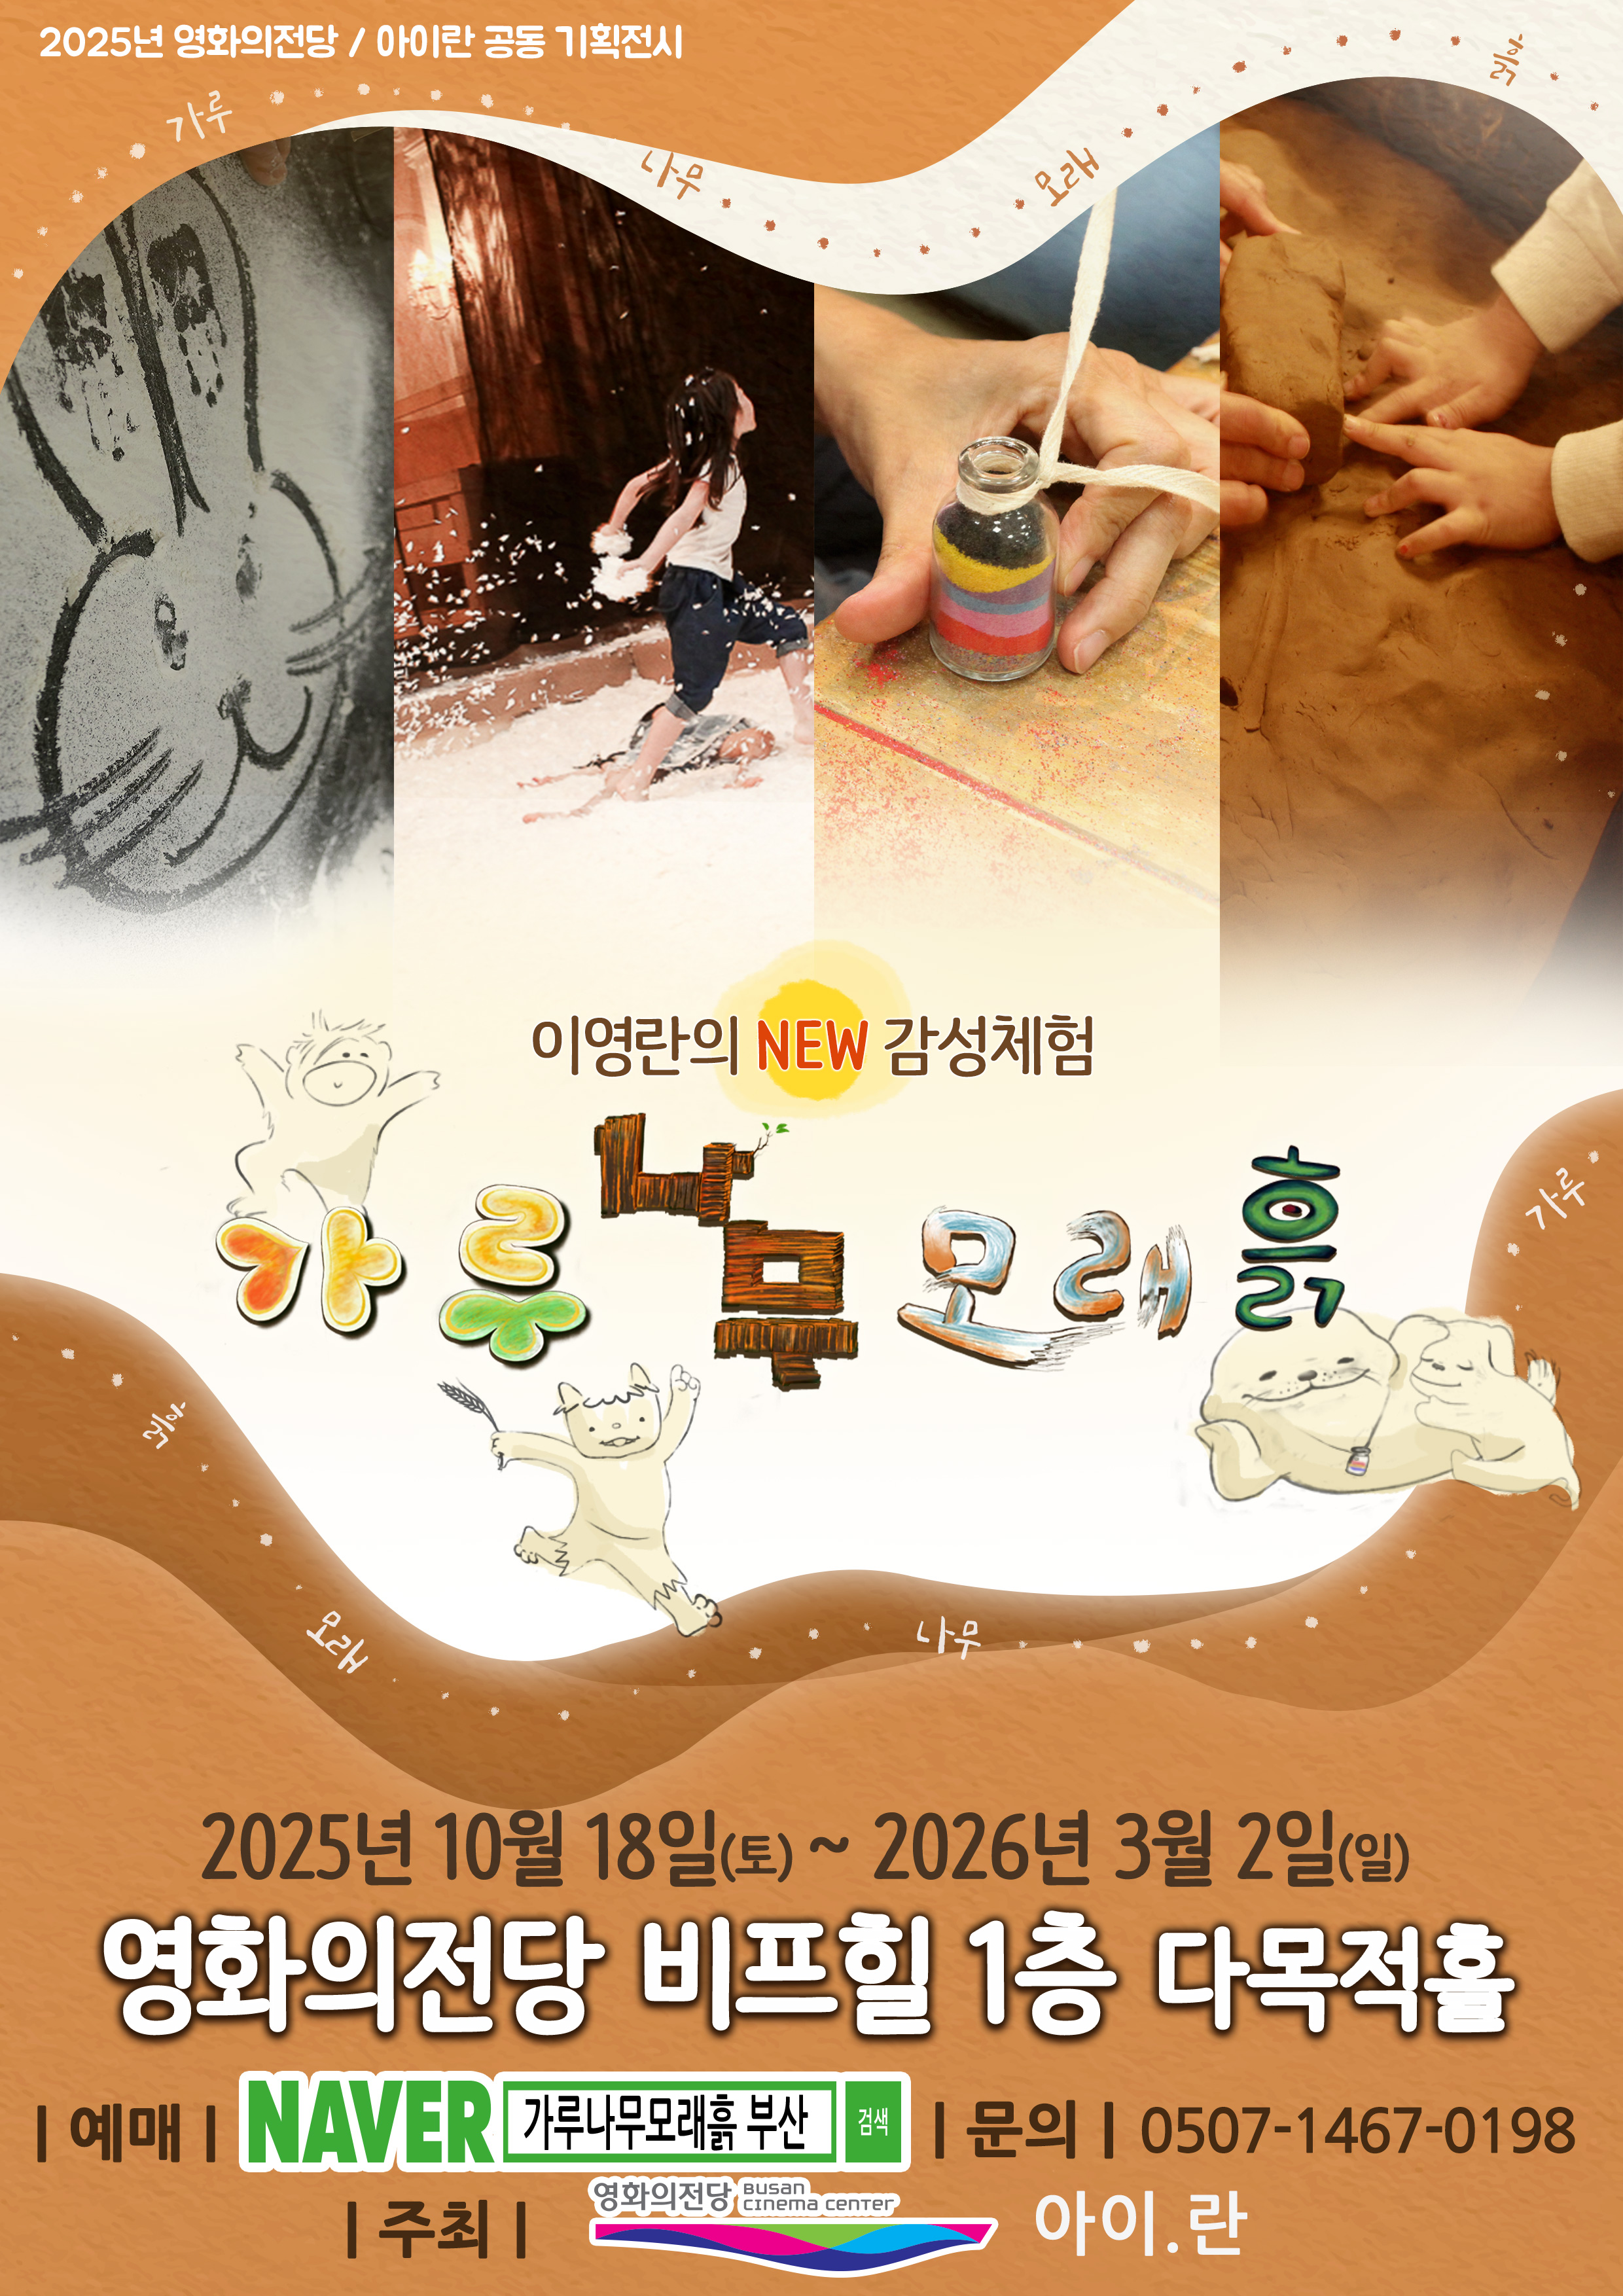 2025년 영화의전당 / 아이란 공동 기획전시
가루
나무
모래
흙
이영란의 NEW 감성체험
가루나무모래흙
가루
흙
모래
나무
2025년 10월 18일(토) ~ 2026년 3월 2일(일)
영화의전당 비프힐 1층 다목적홀
| 예매 | NAVER 가루나무모래흙 부산 검색 | 문의 | 0507-1467-0198
| 주최 | 영화의전당 BUSAN CINEMA CENTER 아이.란